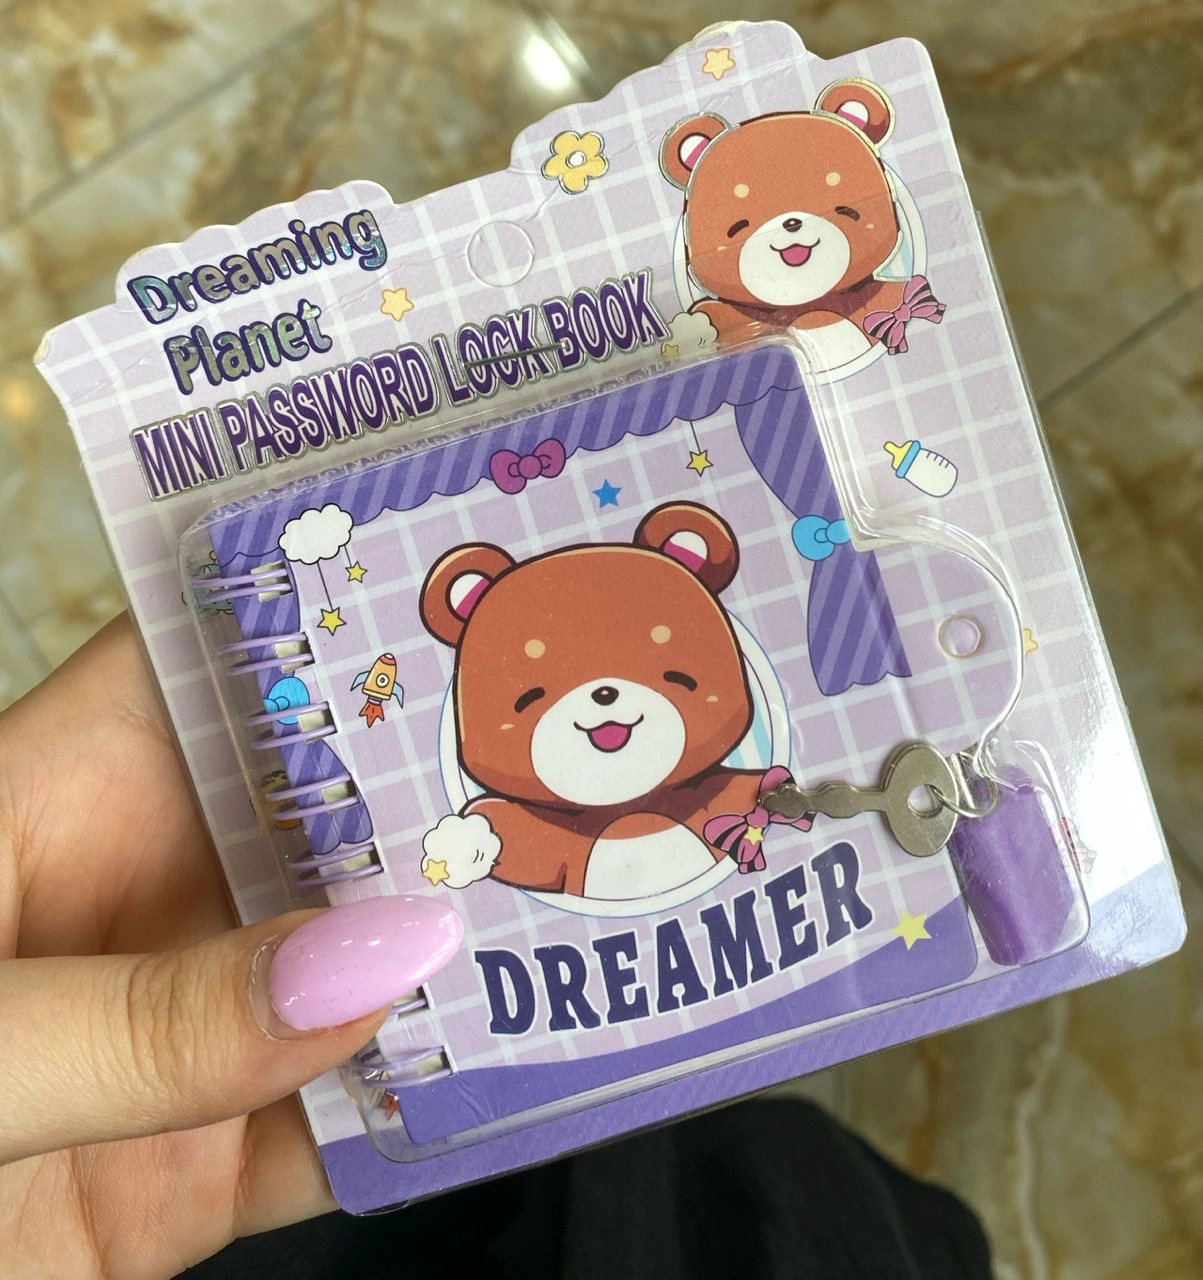 Dreaming
Planet
MINI PASSWORD LOCK BOOK
DREAMER